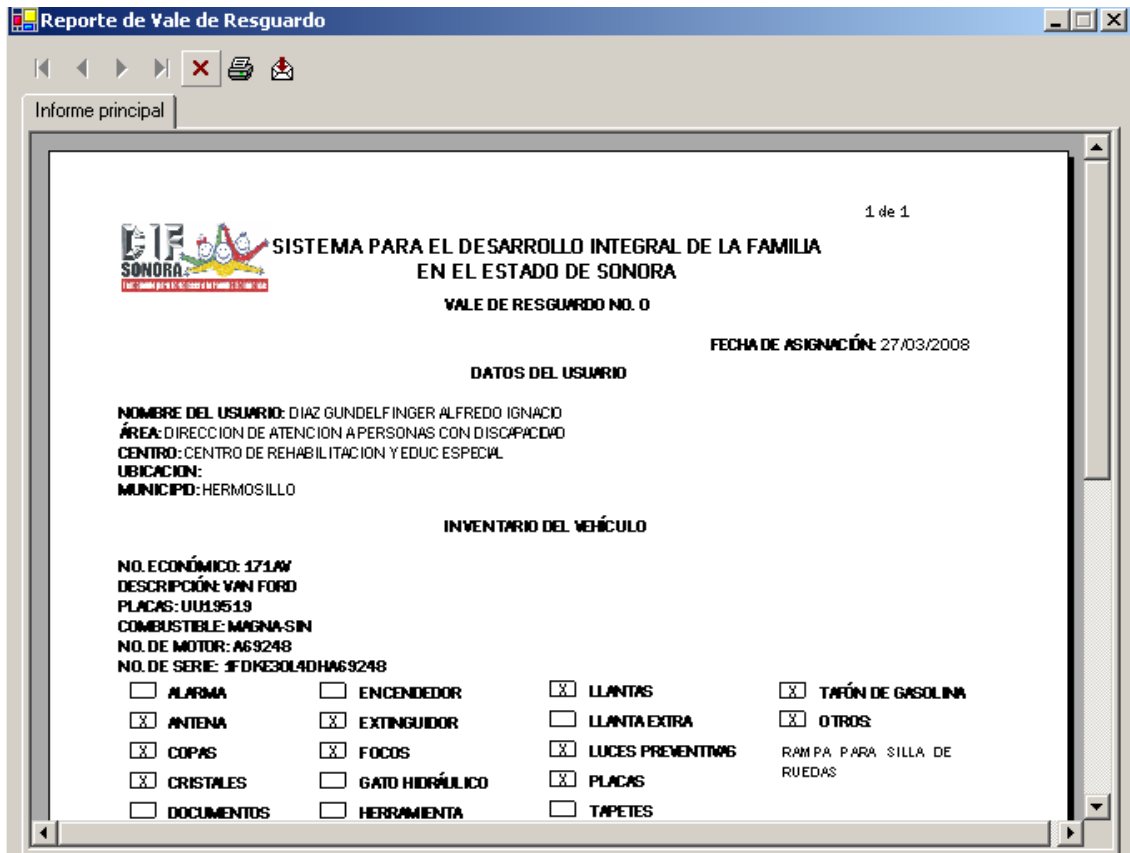 Reporte de Vale de Resguardo
Informe principal
1 de 1
DIF
SONORA
SISTEMA PARA EL DESARROLLO INTEGRAL DE LA FAMILIA
EN EL ESTADO DE SONORA
VALE DE RESGUARDO NO. 0
FECHA DE ASIGNACIÓN: 27/03/2008
DATOS DEL USUARIO
NOMBRE DEL USUARIO: DIAZ GUNDELFINGER ALFREDO IGNACIO
ÁREA: DIRECCION DE ATENCION A PERSONAS CON DISCAPACIDAD
CENTRO: CENTRO DE REHABILITACION Y EDUC ESPECIAL
UBICACION:
MUNICIPIO: HERMOSILLO
INVENTARIO DEL VEHÍCULO
NO. ECONÓMICO: 171AV
DESCRIPCIÓN: VAN FORD
PLACAS: UU19519
COMBUSTIBLE: MAGNA-SIN
NO. DE MOTOR: A69248
NO. DE SERIE: 1FDKE30L4DHA69248
ALARMA ENCENDEDOR X LLANTAS X TAPÓN DE GASOLINA
X ANTENA X EXTINGUIDOR LLANTA EXTRA X OTROS:
X COPAS X FOCOS X LUCES PREVENTIVAS RAMPA PARA SILLA DE
X CRISTALES GATO HIDRÁULICO X PLACAS RUEDAS
DOCUMENTOS HERRAMIENTA TAPETES